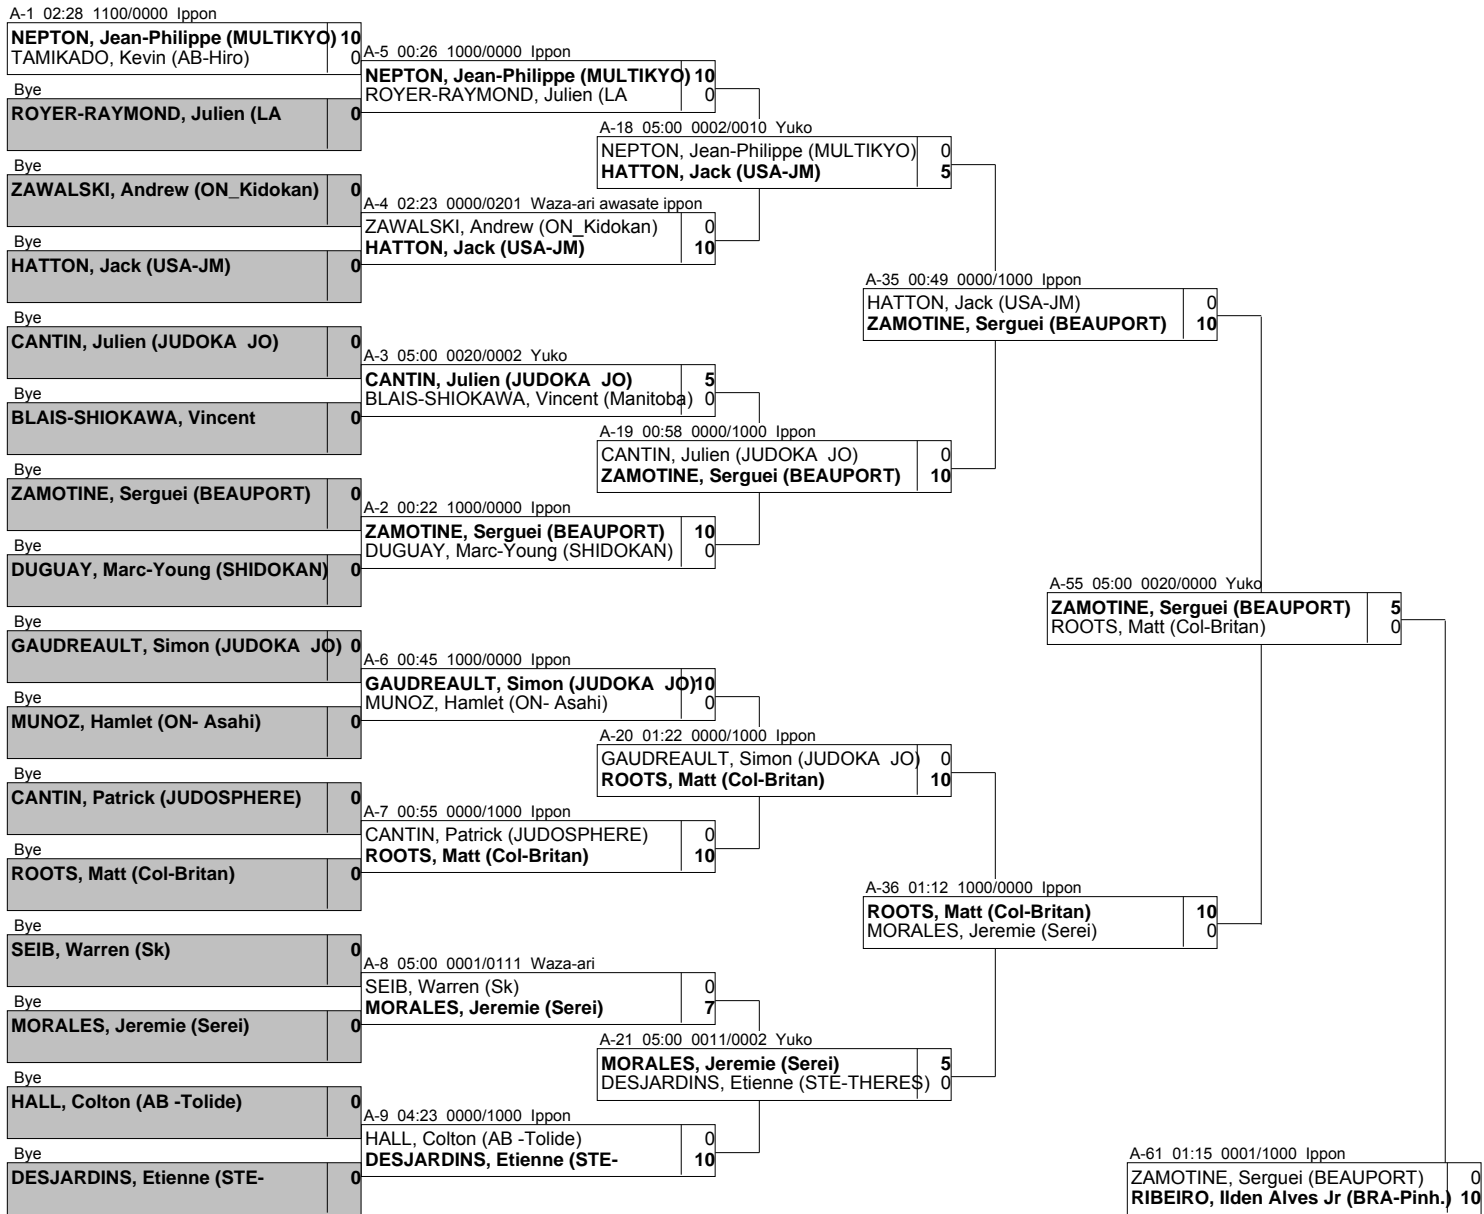 A-1 02:28 1100/0000 Ippon
NEPTON, Jean-Philippe (MULTIKYO) 10
TAMIKADO, Kevin (AB-Hiro) 0
Bye
ROYER-RAYMOND, Julien (LA 0
Bye
ZAWALSKI, Andrew (ON_Kidokan) 0
Bye
HATTON, Jack (USA-JM) 0
Bye
CANTIN, Julien (JUDOKA JO) 0
Bye
BLAIS-SHIOKAWA, Vincent 0
Bye
ZAMOTINE, Serguei (BEAUPORT) 0
Bye
DUGUAY, Marc-Young (SHIDOKAN) 0
Bye
GAUDREAULT, Simon (JUDOKA JO) 0
Bye
MUNOZ, Hamlet (ON- Asahi) 0
Bye
CANTIN, Patrick (JUDOSPHERE) 0
Bye
ROOTS, Matt (Col-Britan) 0
Bye
SEIB, Warren (Sk) 0
Bye
MORALES, Jeremie (Serei) 0
Bye
HALL, Colton (AB -Tolide) 0
Bye
DESJARDINS, Etienne (STE- 0
A-5 00:26 1000/0000 Ippon
NEPTON, Jean-Philippe (MULTIKYO) 10
ROYER-RAYMOND, Julien (LA 0
A-4 02:23 0000/0201 Waza-ari awasate ippon
ZAWALSKI, Andrew (ON_Kidokan) 0
HATTON, Jack (USA-JM) 10
A-3 05:00 0020/0002 Yuko
CANTIN, Julien (JUDOKA JO) 5
BLAIS-SHIOKAWA, Vincent (Manitoba) 0
A-2 00:22 1000/0000 Ippon
ZAMOTINE, Serguei (BEAUPORT) 10
DUGUAY, Marc-Young (SHIDOKAN) 0
A-6 00:45 1000/0000 Ippon
GAUDREAULT, Simon (JUDOKA JO) 10
MUNOZ, Hamlet (ON- Asahi) 0
A-7 00:55 0000/1000 Ippon
CANTIN, Patrick (JUDOSPHERE) 0
ROOTS, Matt (Col-Britan) 10
A-8 05:00 0001/0111 Waza-ari
SEIB, Warren (Sk) 0
MORALES, Jeremie (Serei) 7
A-9 04:23 0000/1000 Ippon
HALL, Colton (AB -Tolide) 0
DESJARDINS, Etienne (STE- 10
A-18 05:00 0002/0010 Yuko
NEPTON, Jean-Philippe (MULTIKYO) 0
HATTON, Jack (USA-JM) 5
A-19 00:58 0000/1000 Ippon
CANTIN, Julien (JUDOKA JO) 0
ZAMOTINE, Serguei (BEAUPORT) 10
A-20 01:22 0000/1000 Ippon
GAUDREAULT, Simon (JUDOKA JO) 0
ROOTS, Matt (Col-Britan) 10
A-21 05:00 0011/0002 Yuko
MORALES, Jeremie (Serei) 5
DESJARDINS, Etienne (STE-THERES) 0
A-35 00:49 0000/1000 Ippon
HATTON, Jack (USA-JM) 0
ZAMOTINE, Serguei (BEAUPORT) 10
A-36 01:12 1000/0000 Ippon
ROOTS, Matt (Col-Britan) 10
MORALES, Jeremie (Serei) 0
A-55 05:00 0020/0000 Yuko
ZAMOTINE, Serguei (BEAUPORT) 5
ROOTS, Matt (Col-Britan) 0
A-61 01:15 0001/1000 Ippon
ZAMOTINE, Serguei (BEAUPORT) 0
RIBEIRO, Ilden Alves Jr (BRA-Pinh.) 10